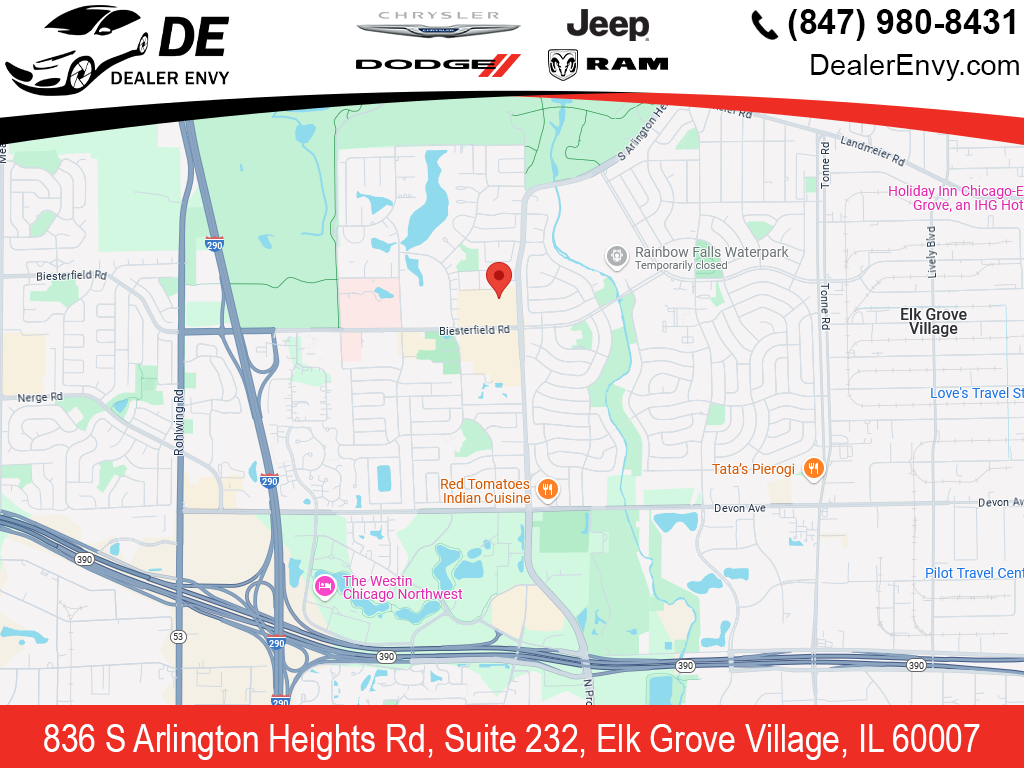 DE
DEALER ENVY
CHRYSLER
CHRYSLER
Jeep
DODGE
RAM
(847) 980-8431
DealerEnvy.com
S Arlington He
Landmeier Rd
Tonne Rd
Holiday Inn Chicago-E
Grove, an IHG Hot
Lively Blvd
290
Rainbow Falls Waterpark
Temporarily closed
Biesterfield Rd
Tonne Rd
Elk Grove
Village
Biesterfield Rd
Love's Travel St
Nerge Rd
Rohlwing Rd
Tata's Pierogi
290
Red Tomatoes
Indian Cuisine
Devon Ave
Devon Av
390
The Westin
Chicago Northwest
Pilot Travel Cent
53
290
390
390
390
N Pro
290
836 S Arlington Heights Rd, Suite 232, Elk Grove Village, IL 60007